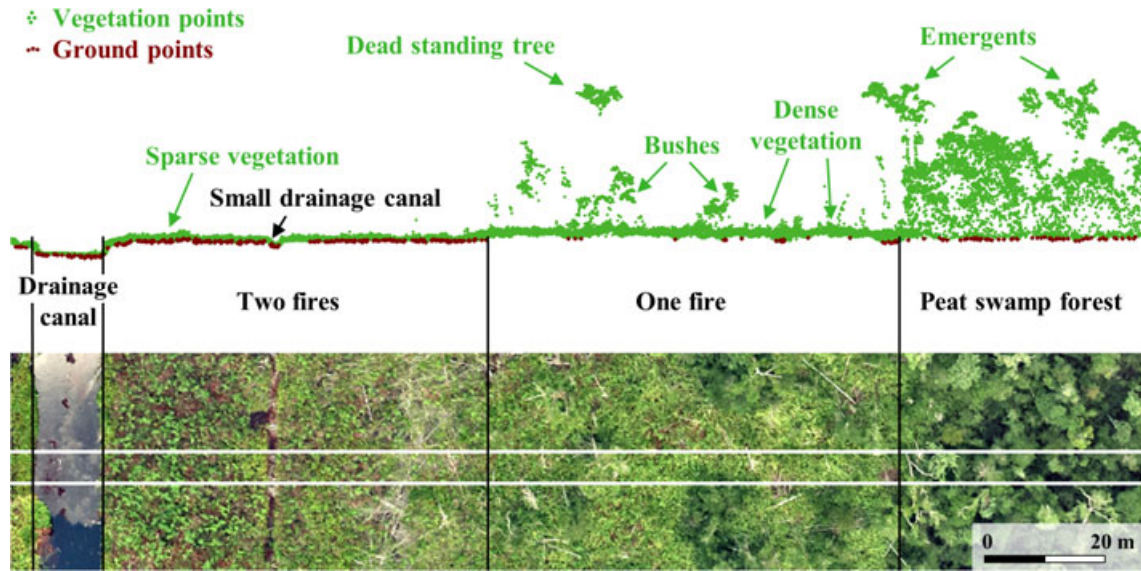 Vegetation points
Ground points
Dead standing tree
Emergents
Sparse vegetation
Bushes
Dense
vegetation
Small drainage canal
Drainage
canal
Two fires
One fire
Peat swamp forest
0 20 m